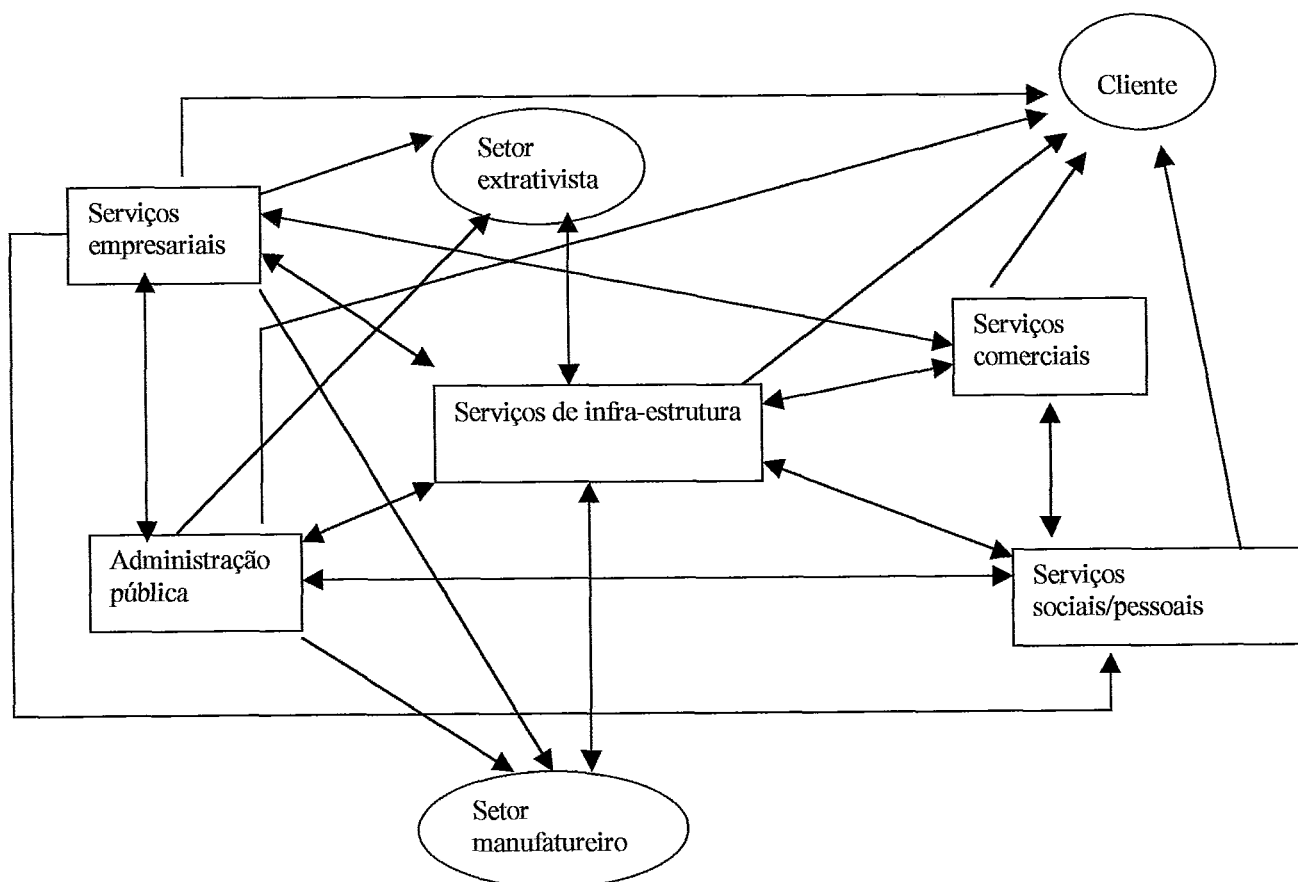 Cliente
Setor
extrativista
Serviços
empresariais
Serviços
comerciais
Serviços de infra-estrutura
Administração
pública
Serviços
sociais/pessoais
Setor
manufatureiro